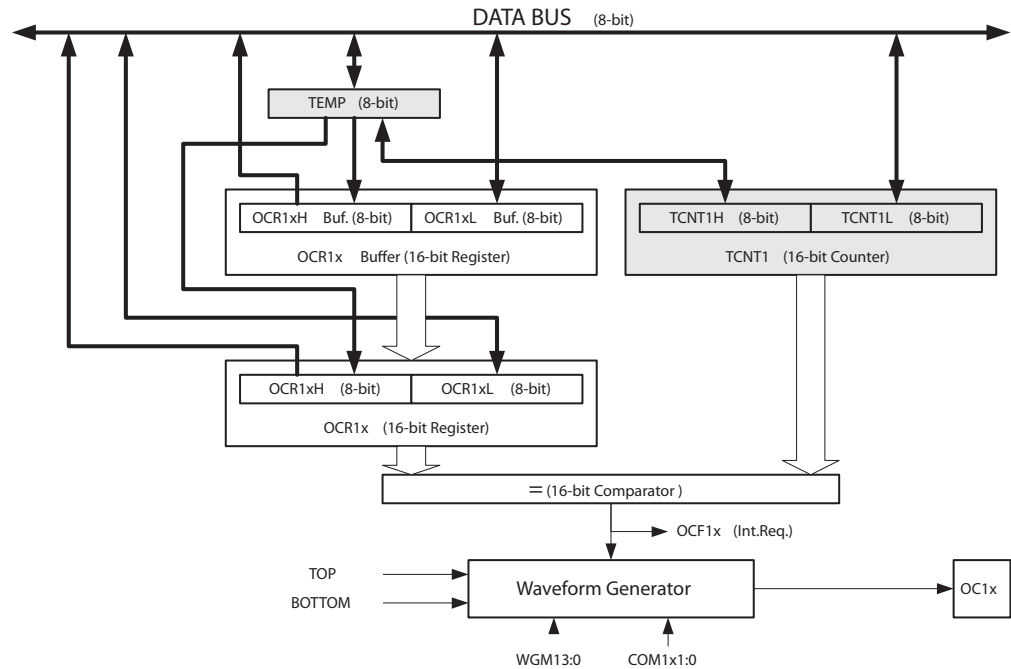 DATA BUS (8-bit)
TEMP (8-bit)
OCR1xH Buf. (8-bit) OCR1xL Buf. (8-bit)
OCR1x Buffer (16-bit Register)
TCNT1H (8-bit) TCNT1L (8-bit)
TCNT1 (16-bit Counter)
OCR1xH (8-bit) OCR1xL (8-bit)
OCR1x (16-bit Register)
= (16-bit Comparator )
OCF1x (Int.Req.)
TOP
BOTTOM
Waveform Generator
OC1x
WGM13:0 COM1x1:0